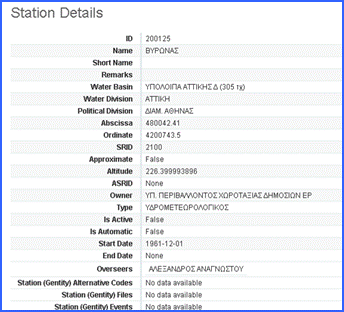 Station Details
ID 200125
Name ΒΥΡΩΝΑΣ
Short Name
Remarks
Water Basin ΥΠΟΛΟΙΠΑ ΑΤΤΙΚΗΣ Δ (305 τχ)
Water Division ΑΤΤΙΚΗ
Political Division ΔΙΑΜ. ΑΘΗΝΑΣ
Abscissa 480042.41
Ordinate 4200743.5
SRID 2100
Approximate False
Altitude 226.399993896
ASRID None
Owner ΥΠ. ΠΕΡΙΒΑΛΛΟΝΤΟΣ ΧΩΡΟΤΑΞΙΑΣ ΔΗΜΟΣΙΩΝ ΕΡ
Type ΥΔΡΟΜΕΤΕΩΡΟΛΟΓΙΚΟΣ
Is Active False
Is Automatic False
Start Date 1961-12-01
End Date None
Overseers ΑΛΕΞΑΝΔΡΟΣ ΑΝΑΓΝΩΣΤΟΥ
Station (Gentity) Alternative Codes No data available
Station (Gentity) Files No data available
Station (Gentity) Events No data available